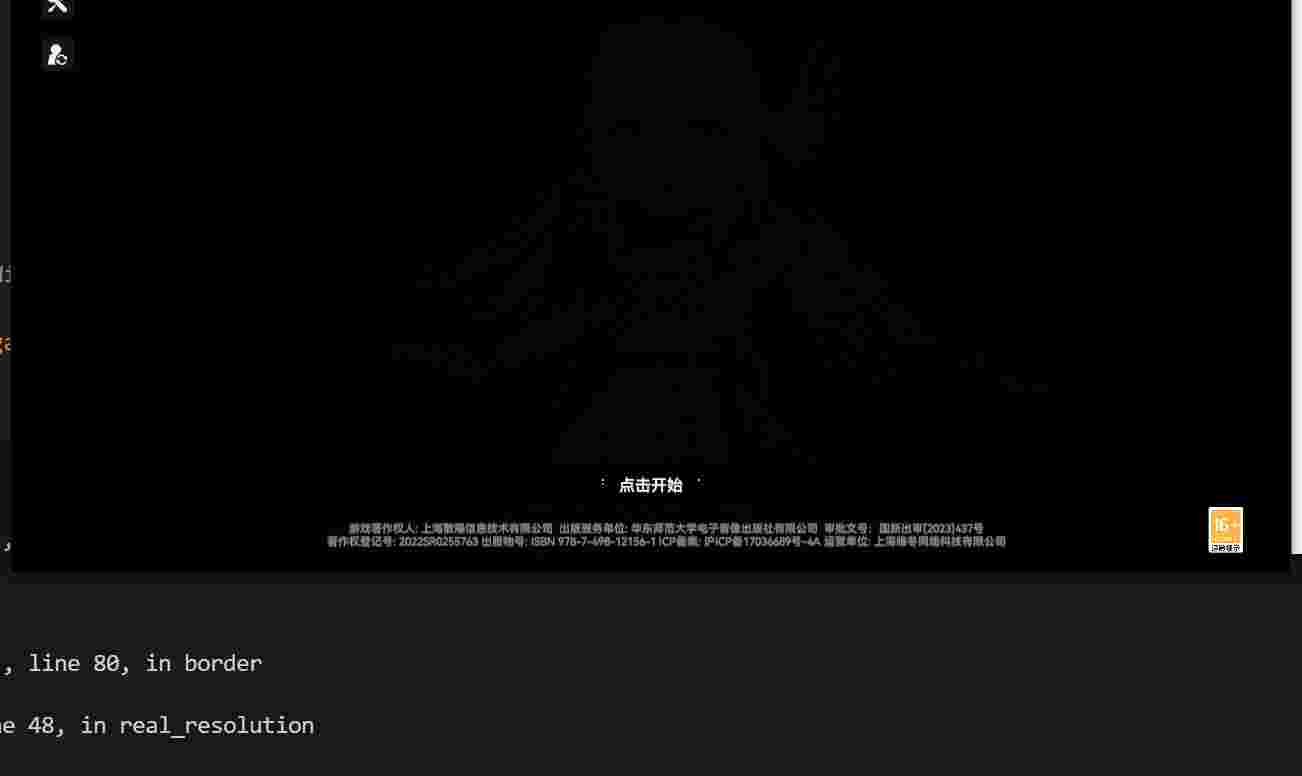 点击开始
游戏著作权人: 上海散爆信息技术有限公司 出版服务单位: 华东师范大学电子音像出版社有限公司 审批文号: 国新出审[2023]437号
著作权登记号: 2022SR0255763 出版物号: ISBN 978-7-498-12156-1 ICP备案: 沪ICP备17036689号-4A 运营单位: 上海暝冬网络科技有限公司
16+
适龄提示
, line 80, in border
e 48, in real_resolution